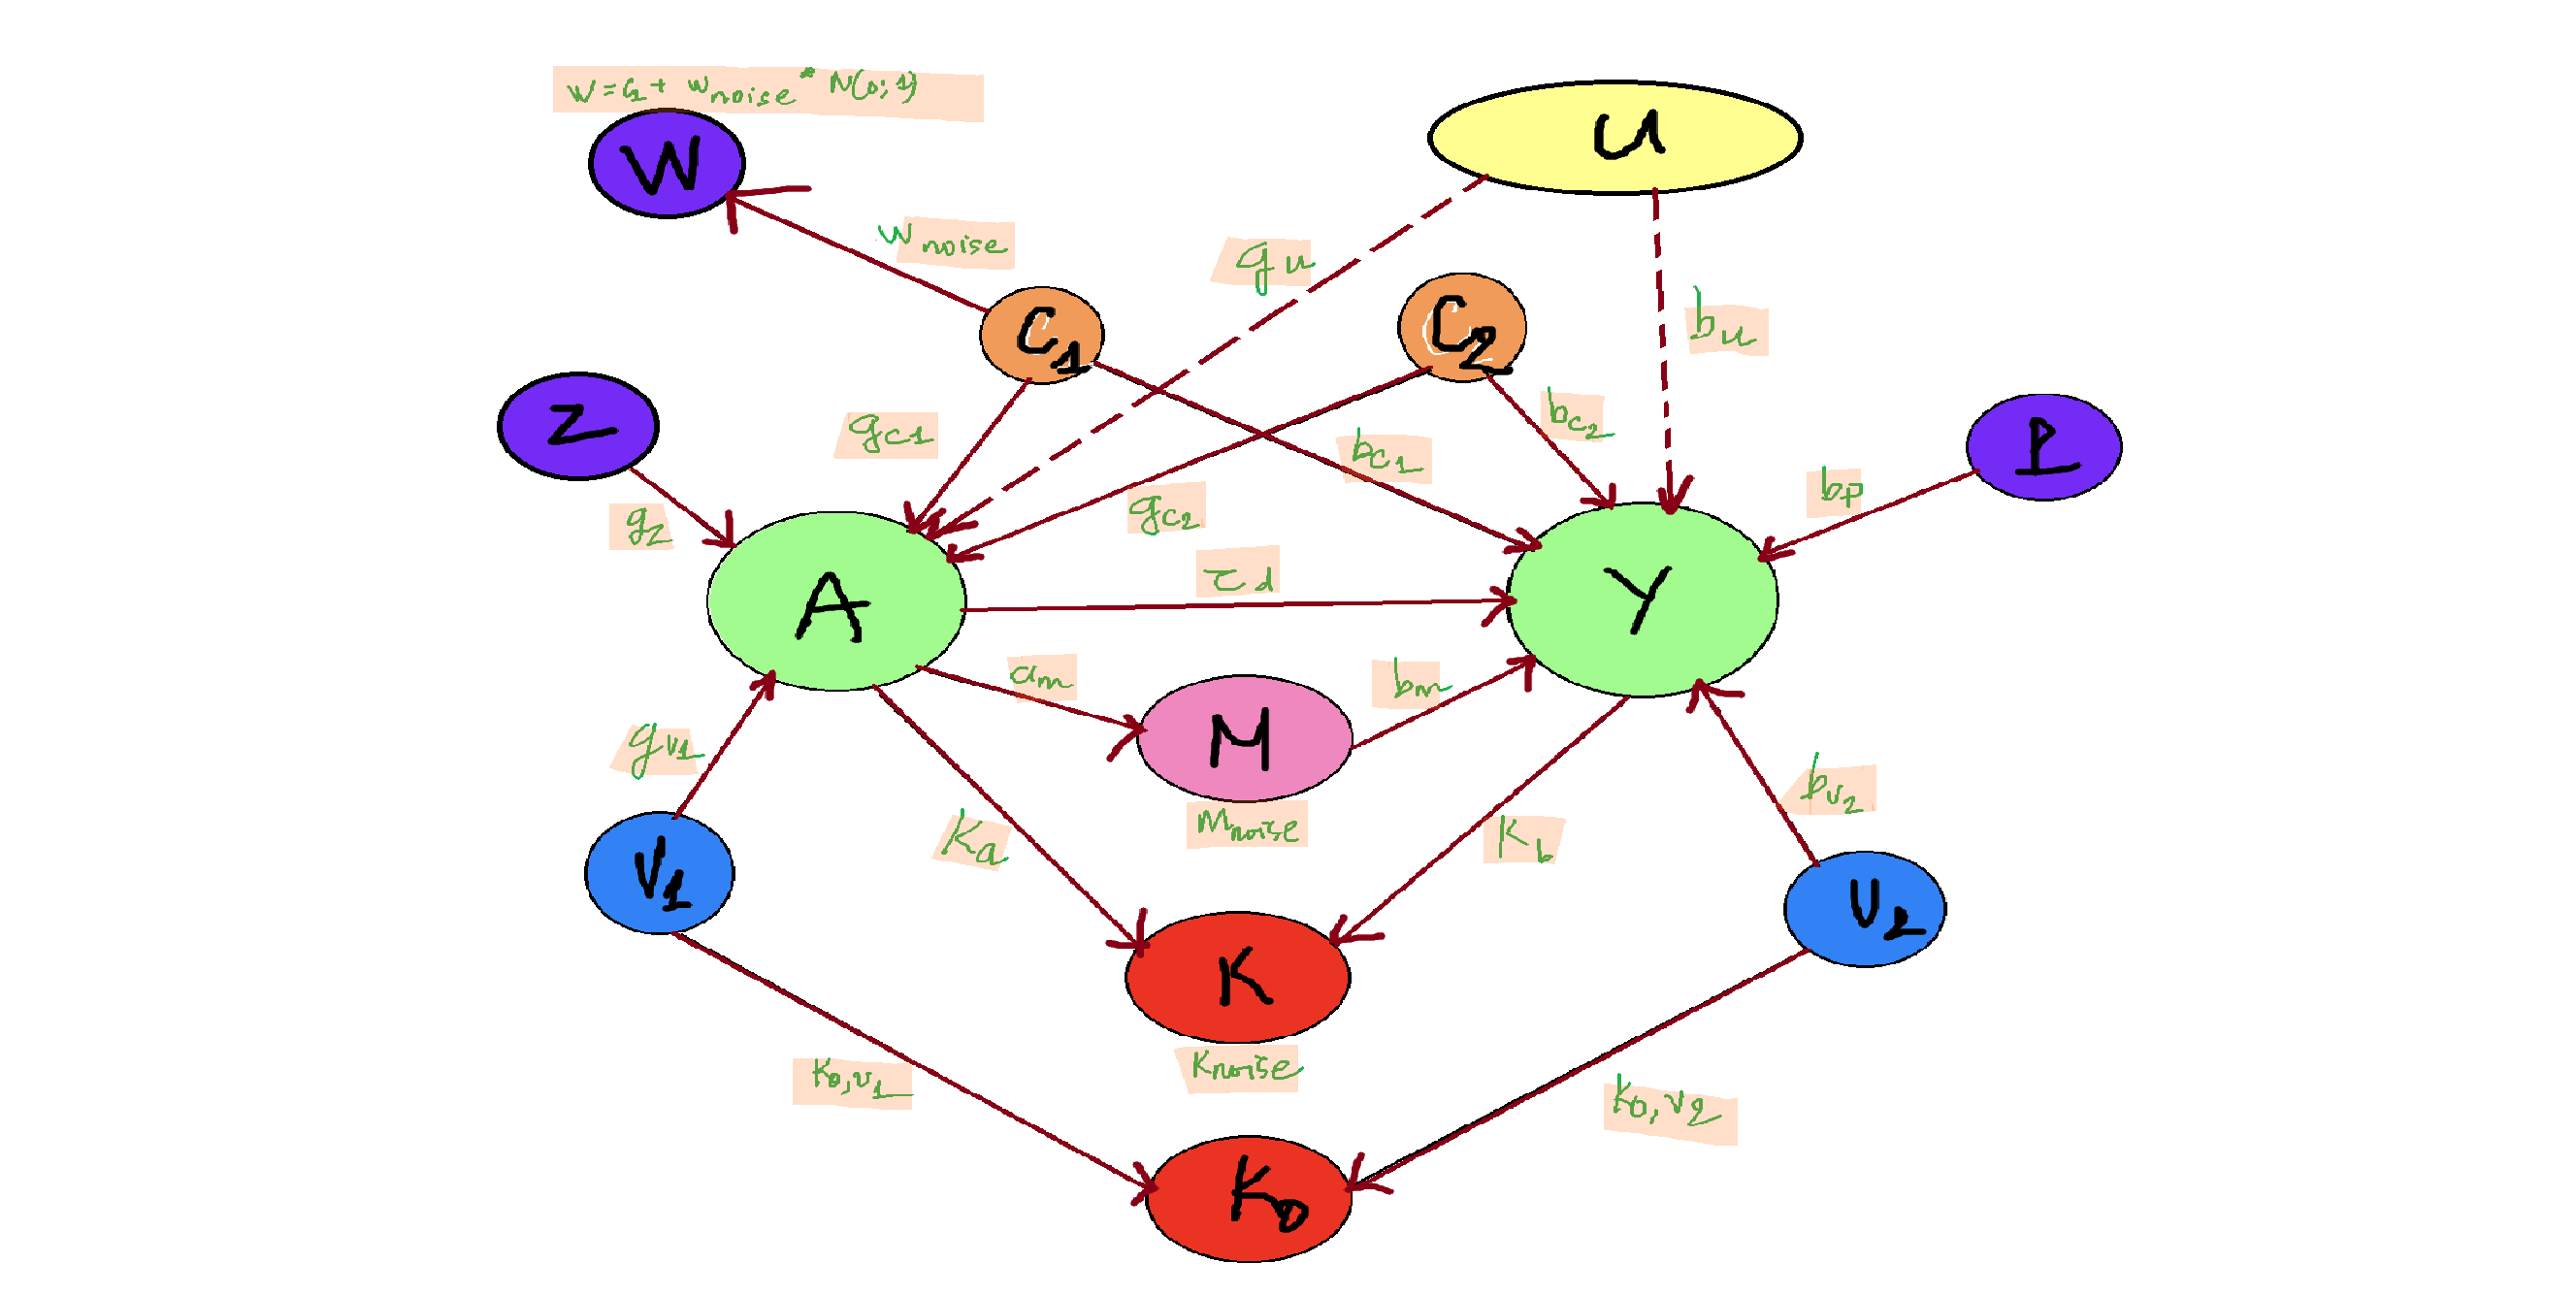 W = C1 + Wnoise * N(0; 1)
W
U
Wnoise
gu
C1
C2
bu
Z
gc1
bc1
bc2
P
gz
gc2
bp
A
τd
Y
am
bm
gv1
M
Mnoise
Ka
Kb
bv2
V1
V2
K
Knoise
K0,v1
K0,v2
K0